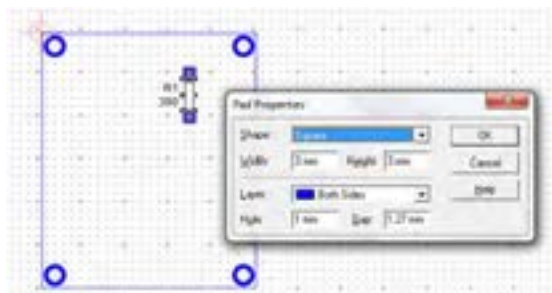 R1
390
Pad Properties
Shape: Square OK
Width: 3 mm Height: 3 mm Cancel
Layer: Both Sides Help
Hole: 1 mm Gap: 1.27 mm